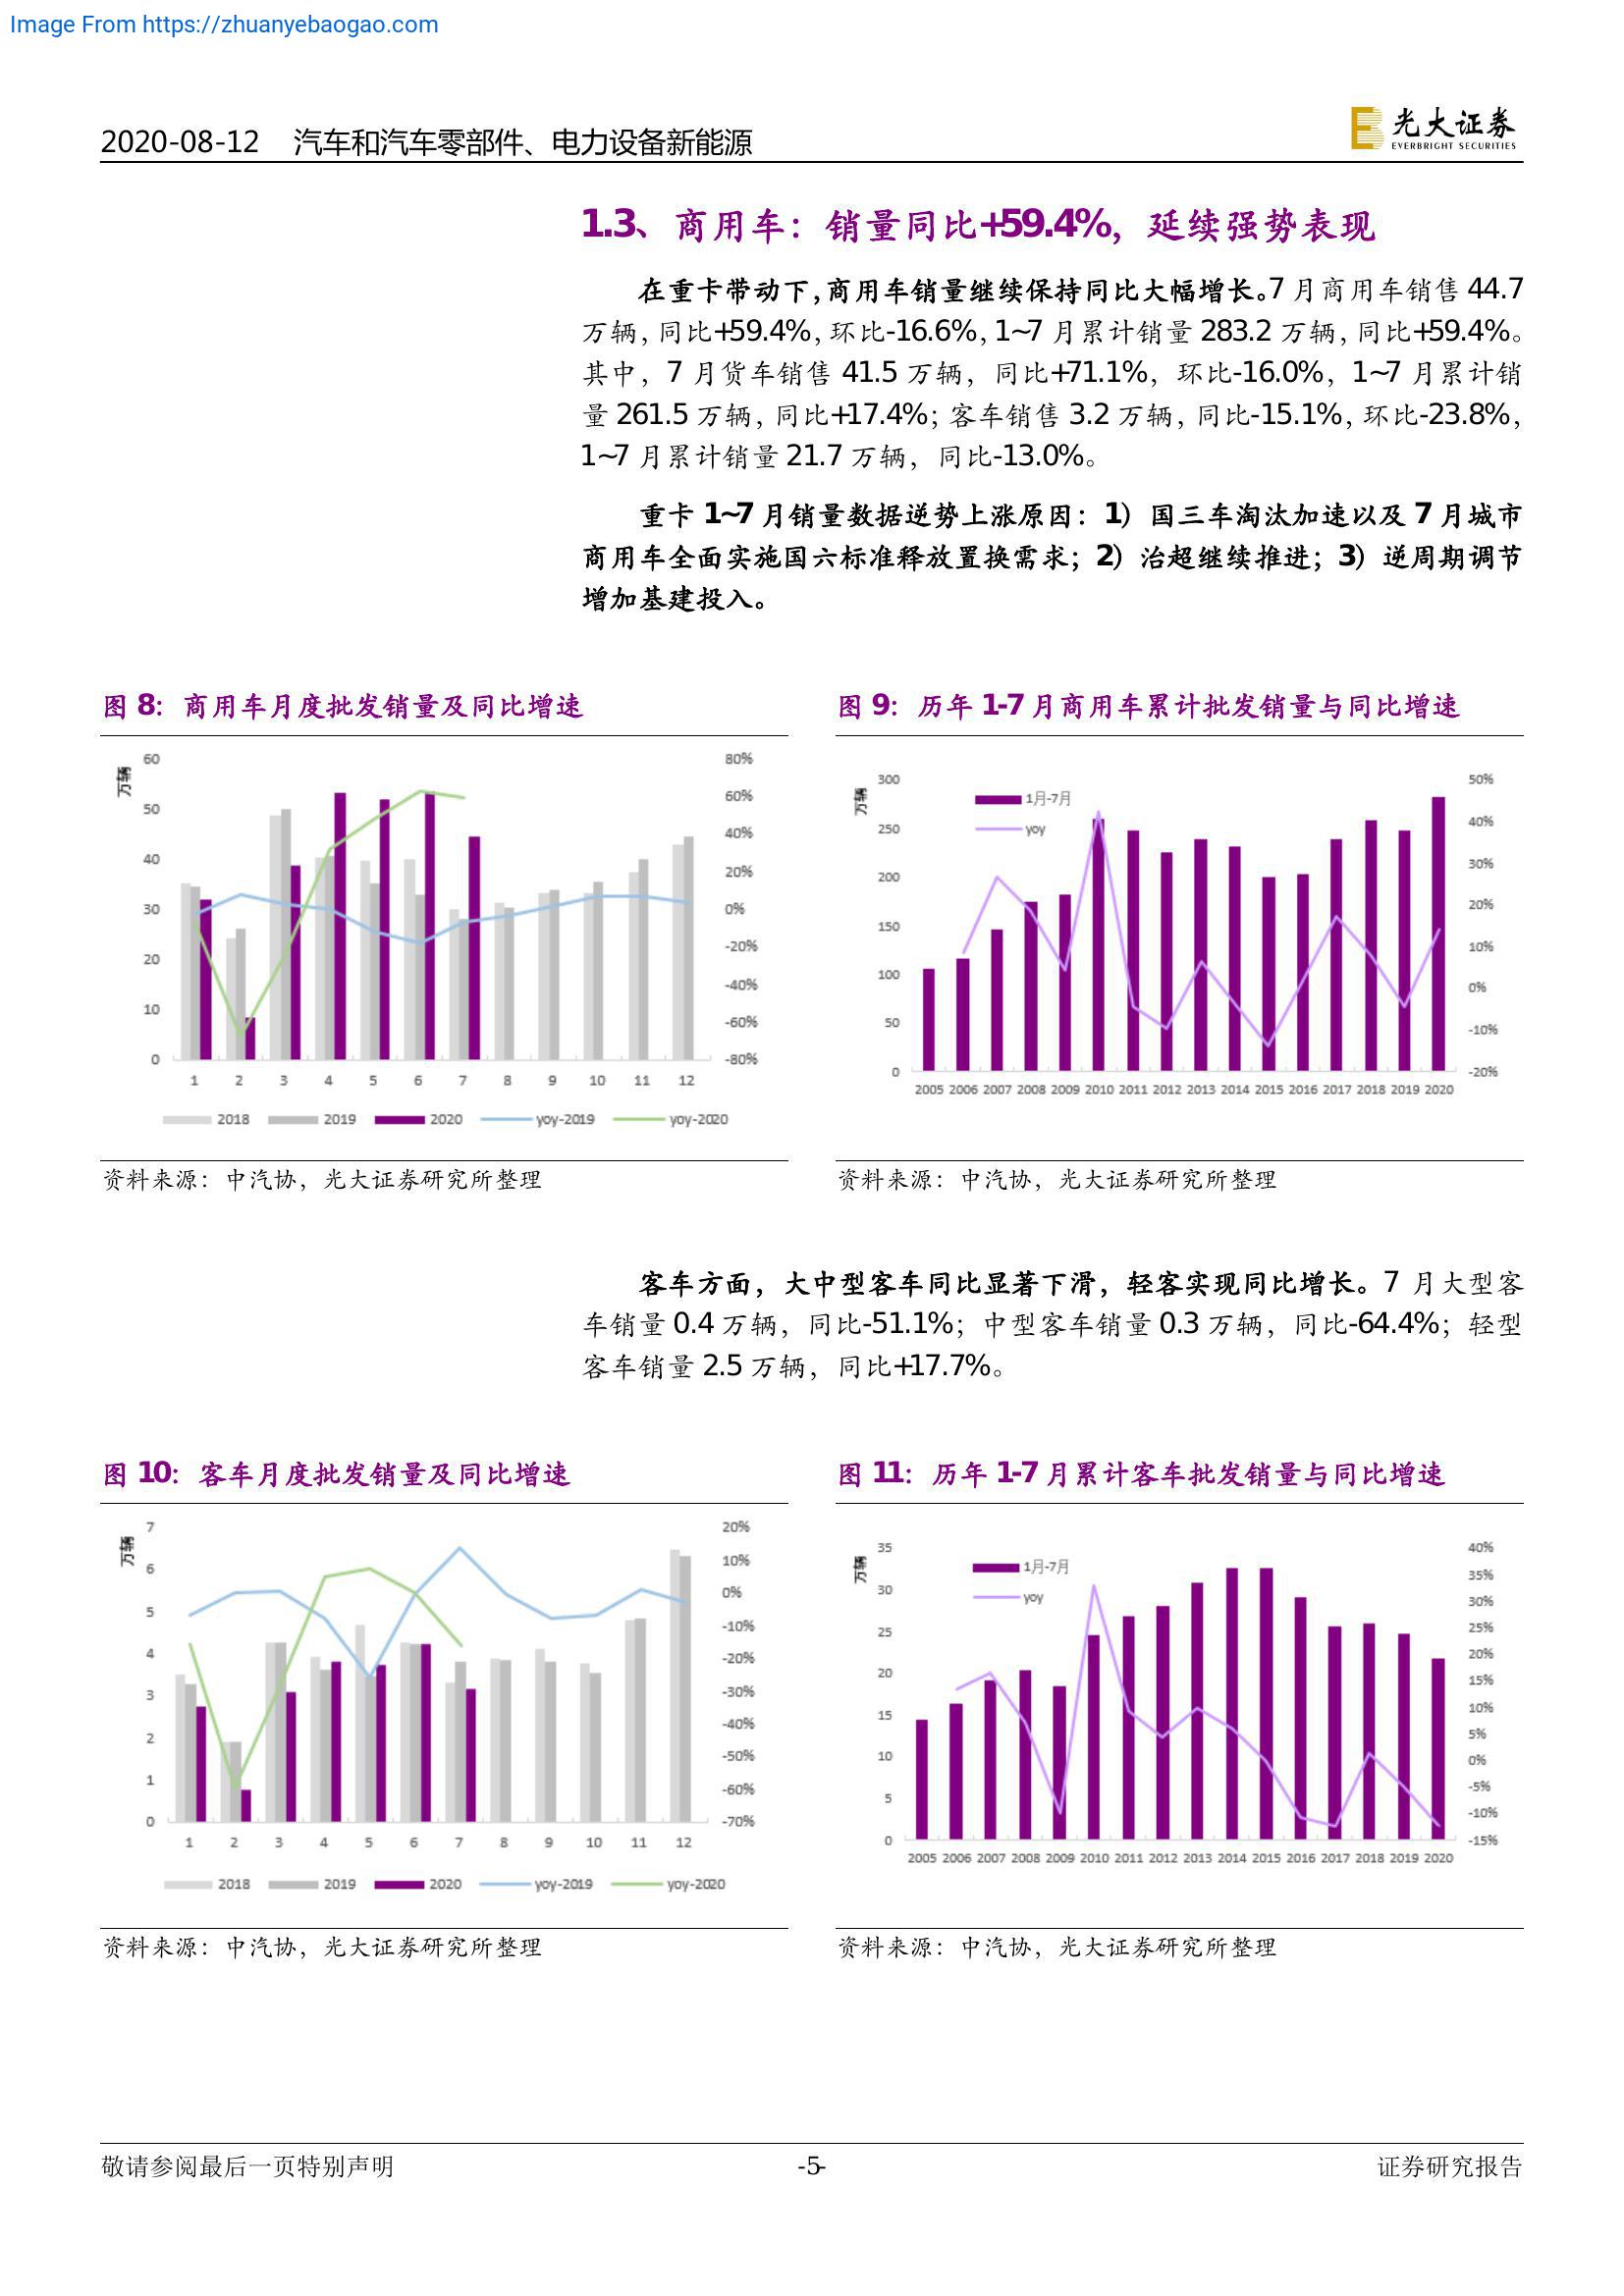 Image From https://zhuanyebaogao.com
2020-08-12 汽车和汽车零部件、电力设备新能源
光大证券
EVERBRIGHT SECURITIES
1.3、商用车：销量同比+59.4%，延续强势表现
在重卡带动下，商用车销量继续保持同比大幅增长。7 月商用车销售 44.7
万辆，同比+59.4%，环比-16.6%，1~7 月累计销量 283.2 万辆，同比+59.4%。
其中，7 月货车销售 41.5 万辆，同比+71.1%，环比-16.0%，1~7 月累计销
量 261.5 万辆，同比+17.4%；客车销售 3.2 万辆，同比-15.1%，环比-23.8%，
1~7 月累计销量 21.7 万辆，同比-13.0%。
重卡 1~7 月销量数据逆势上涨原因：1）国三车淘汰加速以及 7 月城市
商用车全面实施国六标准释放置换需求；2）治超继续推进；3）逆周期调节
增加基建投入。
图 8：商用车月度批发销量及同比增速
万辆
60
50
40
30
20
10
0
80%
60%
40%
20%
0%
-20%
-40%
-60%
-80%
1 2 3 4 5 6 7 8 9 10 11 12
2018 2019 2020 yoy-2019 yoy-2020
资料来源：中汽协，光大证券研究所整理
图 9：历年 1-7 月商用车累计批发销量与同比增速
万辆
300
250
200
150
100
50
0
1月-7月
yoy
50%
40%
30%
20%
10%
0%
-10%
-20%
2005 2006 2007 2008 2009 2010 2011 2012 2013 2014 2015 2016 2017 2018 2019 2020
资料来源：中汽协，光大证券研究所整理
客车方面，大中型客车同比显著下滑，轻客实现同比增长。7 月大型客
车销量 0.4 万辆，同比-51.1%；中型客车销量 0.3 万辆，同比-64.4%；轻型
客车销量 2.5 万辆，同比+17.7%。
图 10：客车月度批发销量及同比增速
万辆
7
6
5
4
3
2
1
0
20%
10%
0%
-10%
-20%
-30%
-40%
-50%
-60%
-70%
1 2 3 4 5 6 7 8 9 10 11 12
2018 2019 2020 yoy-2019 yoy-2020
资料来源：中汽协，光大证券研究所整理
图 11：历年 1-7 月累计客车批发销量与同比增速
万辆
35
30
25
20
15
10
5
0
1月-7月
yoy
40%
35%
30%
25%
20%
15%
10%
5%
0%
-5%
-10%
-15%
2005 2006 2007 2008 2009 2010 2011 2012 2013 2014 2015 2016 2017 2018 2019 2020
资料来源：中汽协，光大证券研究所整理
敬请参阅最后一页特别声明 -5- 证券研究报告